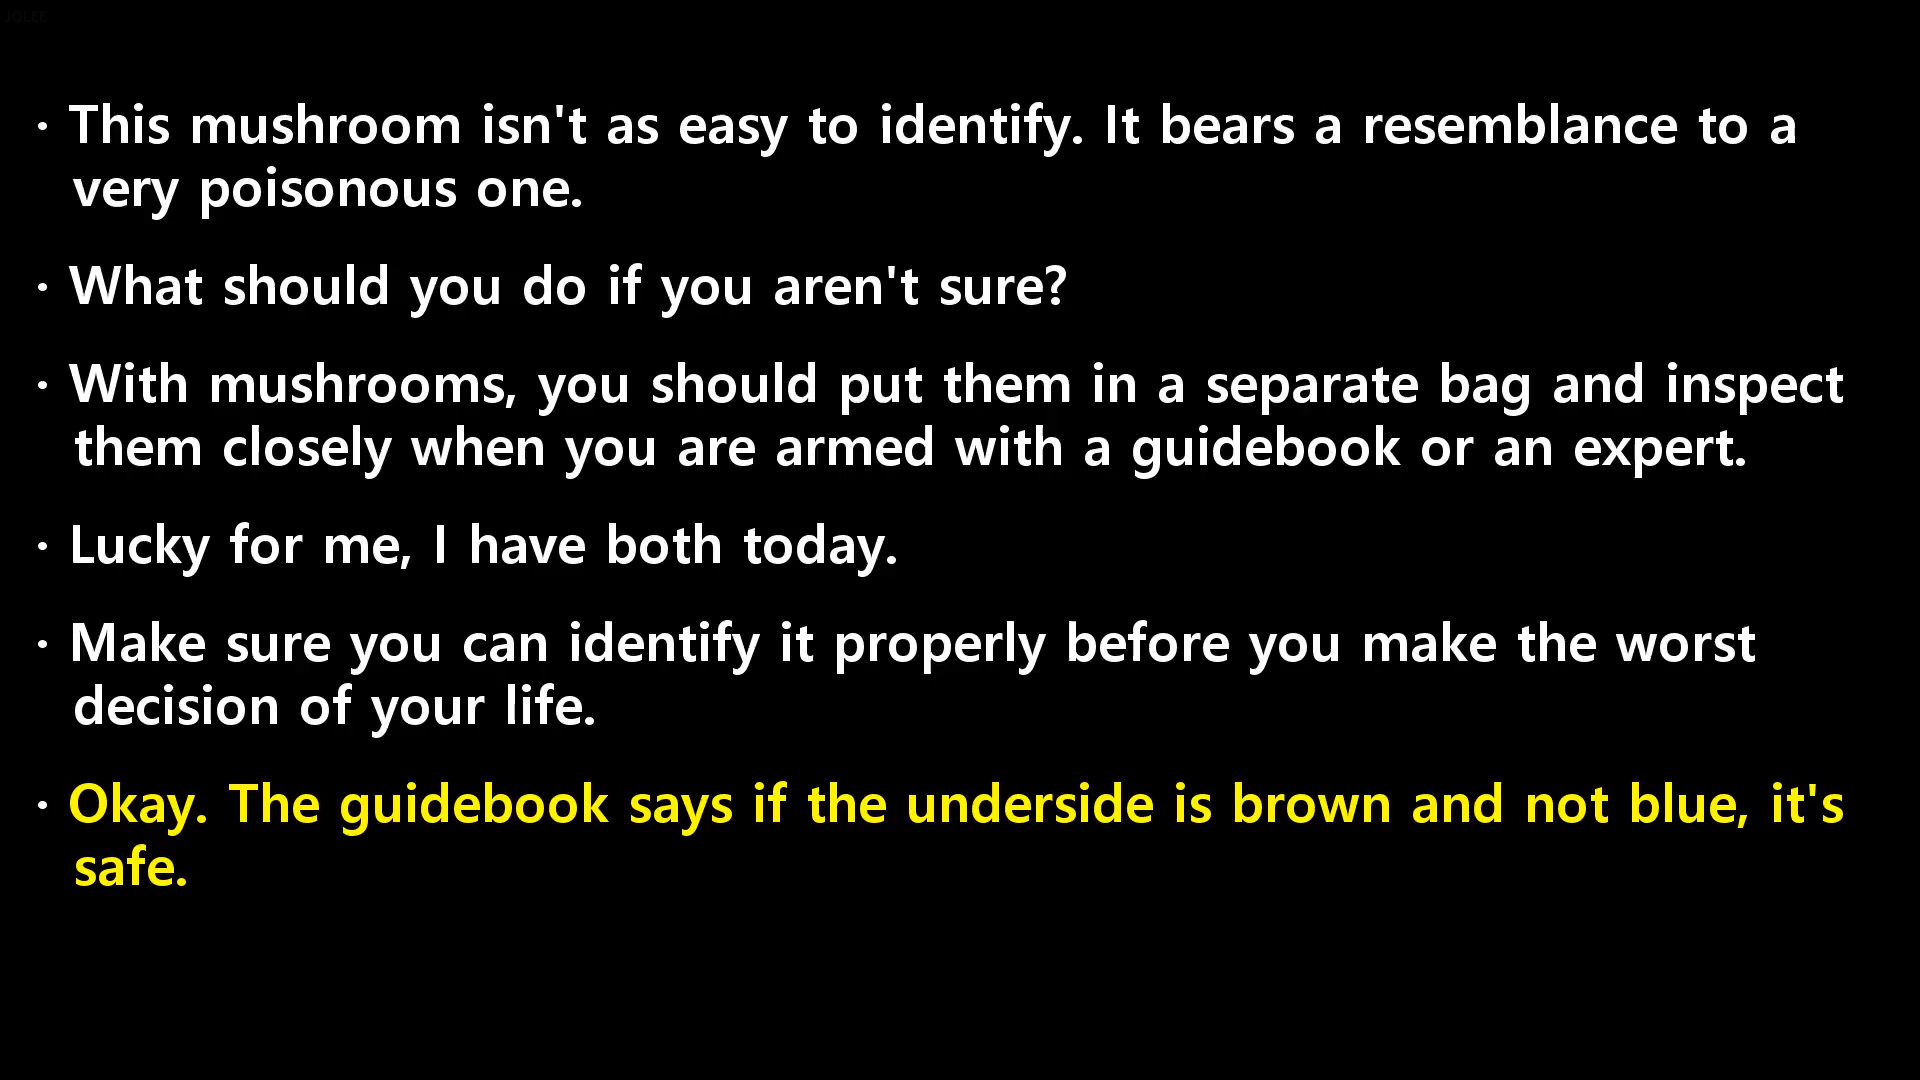 JOLEE
· This mushroom isn't as easy to identify. It bears a resemblance to a
very poisonous one.
· What should you do if you aren't sure?
· With mushrooms, you should put them in a separate bag and inspect
them closely when you are armed with a guidebook or an expert.
· Lucky for me, I have both today.
· Make sure you can identify it properly before you make the worst
decision of your life.
· Okay. The guidebook says if the underside is brown and not blue, it's
safe.